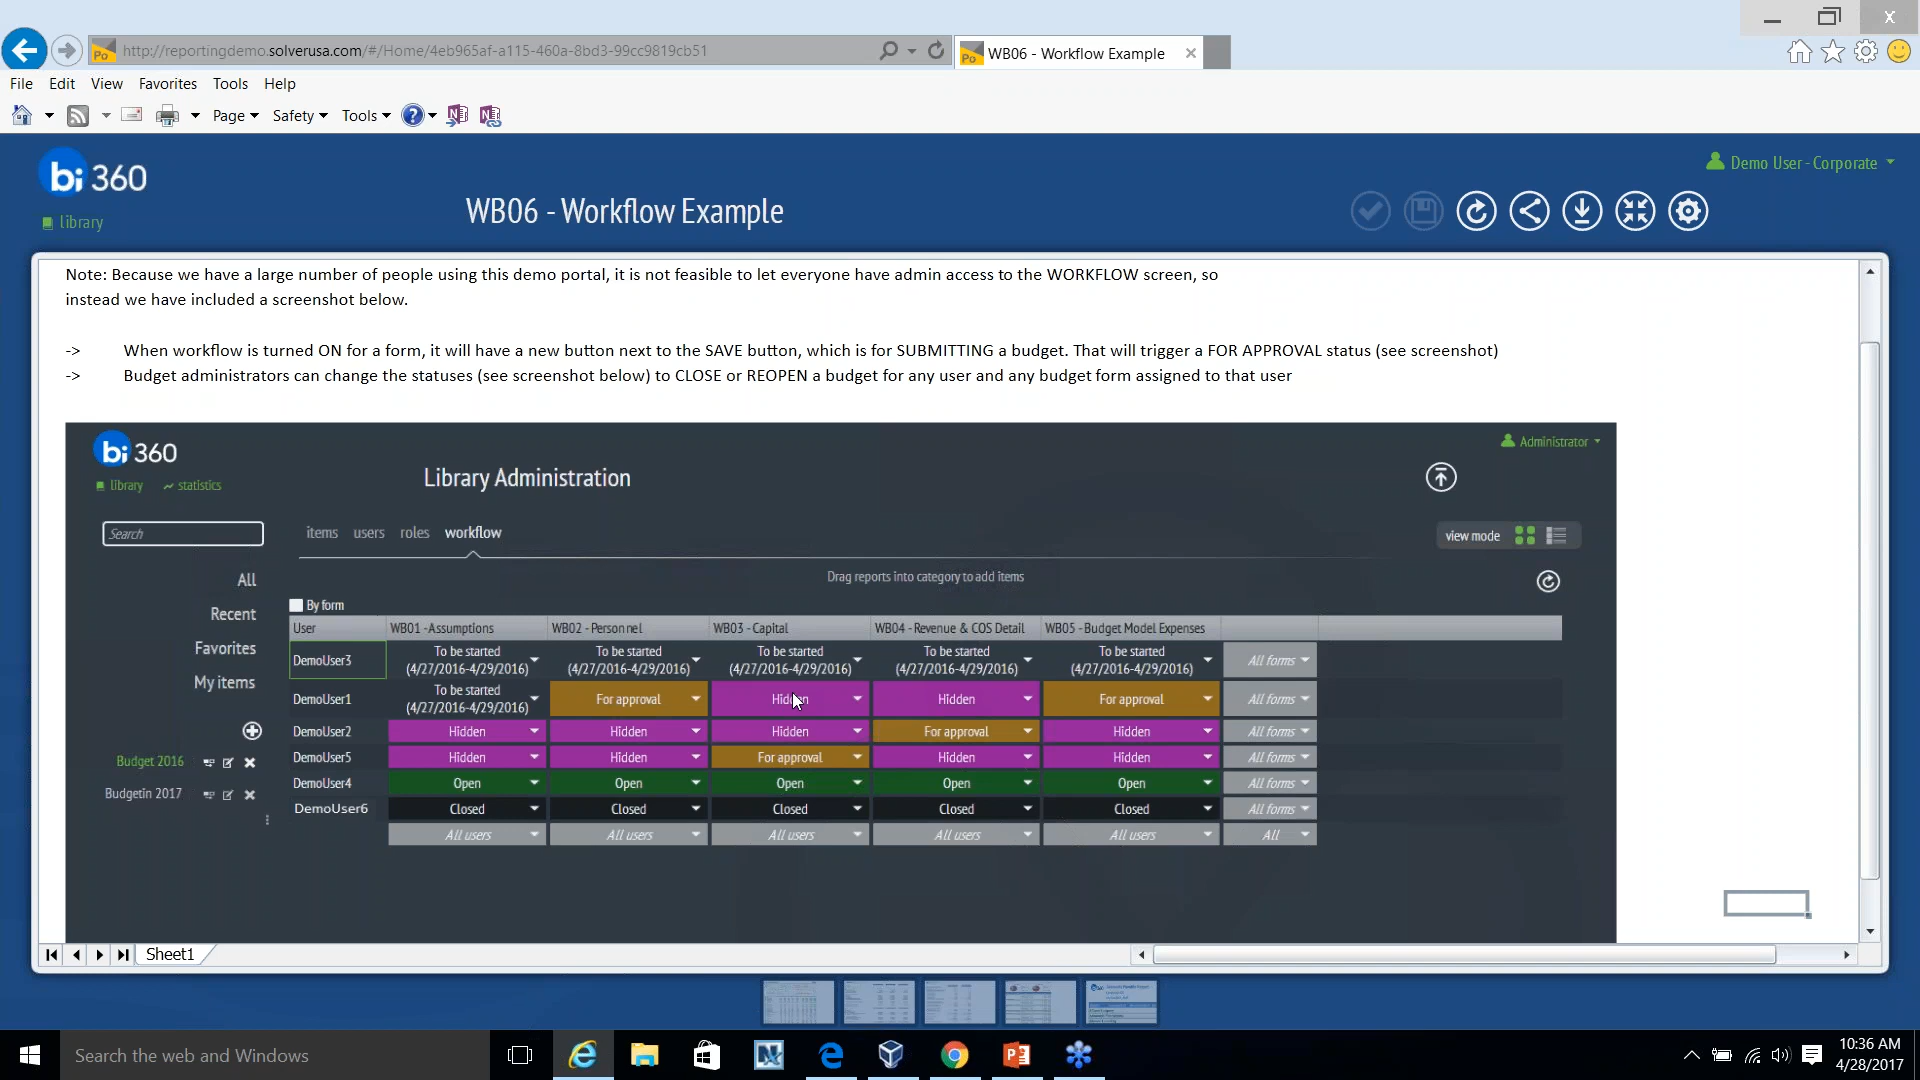 http://reportingdemo.solverusa.com/#/Home/4eb965af-a115-460a-8bd3-99cc9819cb51
WB06 - Workflow Example
File Edit View Favorites Tools Help
Page Safety Tools
bi 360
Demo User - Corporate
library
WB06 - Workflow Example
Note: Because we have a large number of people using this demo portal, it is not feasible to let everyone have admin access to the WORKFLOW screen, so
instead we have included a screenshot below.
-> When workflow is turned ON for a form, it will have a new button next to the SAVE button, which is for SUBMITTING a budget. That will trigger a FOR APPROVAL status (see screenshot)
-> Budget administrators can change the statuses (see screenshot below) to CLOSE or REOPEN a budget for any user and any budget form assigned to that user
bi 360
Administrator
library statistics
Library Administration
Search
items users roles workflow
view mode
Drag reports into category to add items
All
Recent
Favorites
My items
Budget 2016
Budgetin 2017
By form
User WB01 - Assumptions WB02 - Personnel WB03 - Capital WB04 - Revenue & COS Detail WB05 - Budget Model Expenses
DemoUser3 To be started (4/27/2016-4/29/2016) To be started (4/27/2016-4/29/2016) To be started (4/27/2016-4/29/2016) To be started (4/27/2016-4/29/2016) To be started (4/27/2016-4/29/2016) All forms
DemoUser1 To be started (4/27/2016-4/29/2016) For approval Hidden Hidden For approval All forms
DemoUser2 Hidden Hidden Hidden For approval Hidden All forms
DemoUser5 Hidden Hidden For approval Hidden Hidden All forms
DemoUser4 Open Open Open Open Open All forms
DemoUser6 Closed Closed Closed Closed Closed All forms
All users All users All users All users All users All
Sheet1
Search the web and Windows
10:36 AM
4/28/2017